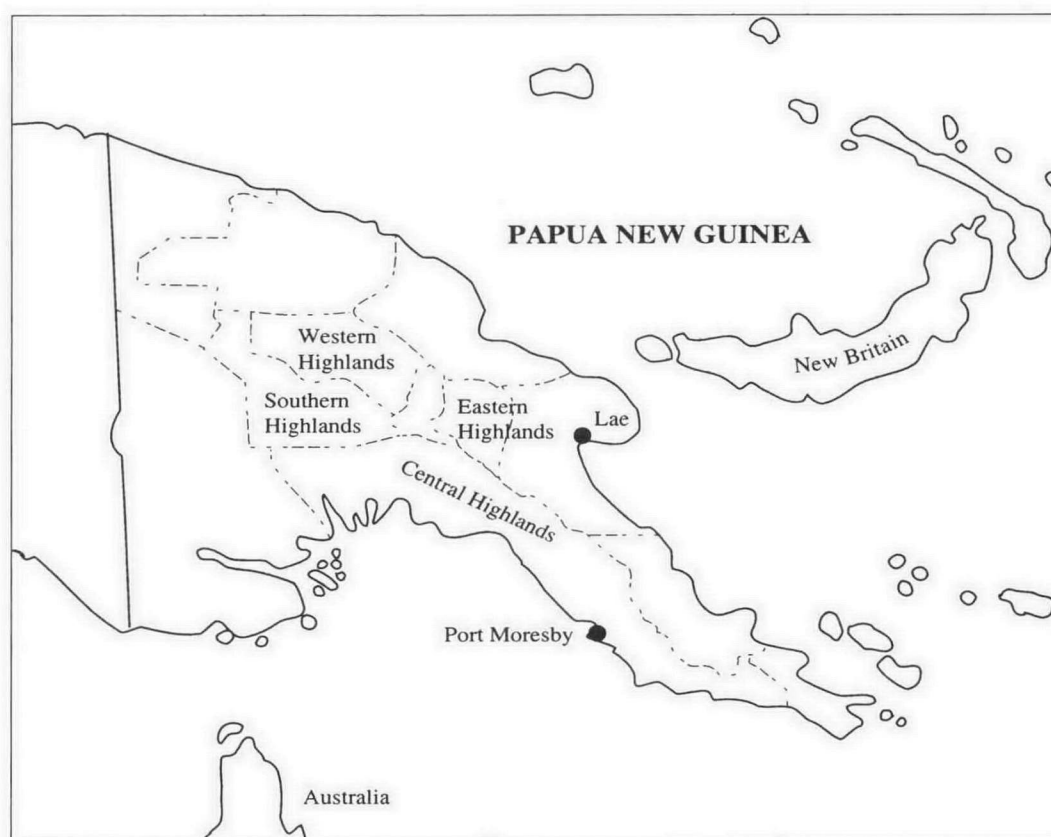 PAPUA NEW GUINEA
Western
Highlands
New Britain
Southern
Highlands
Eastern
Highlands
Lae
Central Highlands
Port Moresby
Australia